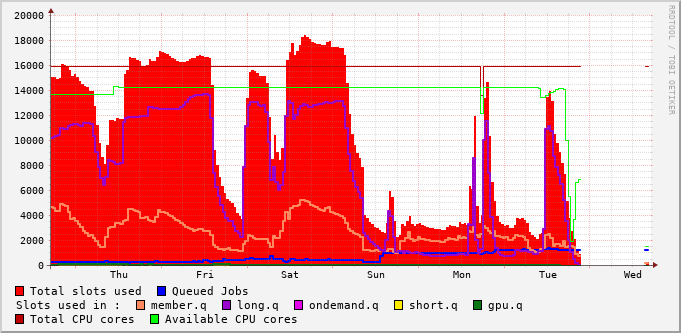 RRDTOOL / TOBI OETIKER
20000
18000
16000
14000
12000
10000
8000
6000
4000
2000
0
Thu Fri Sat Sun Mon Tue Wed
Total slots used Queued Jobs
Slots used in : member.q long.q ondemand.q short.q gpu.q
Total CPU cores Available CPU cores